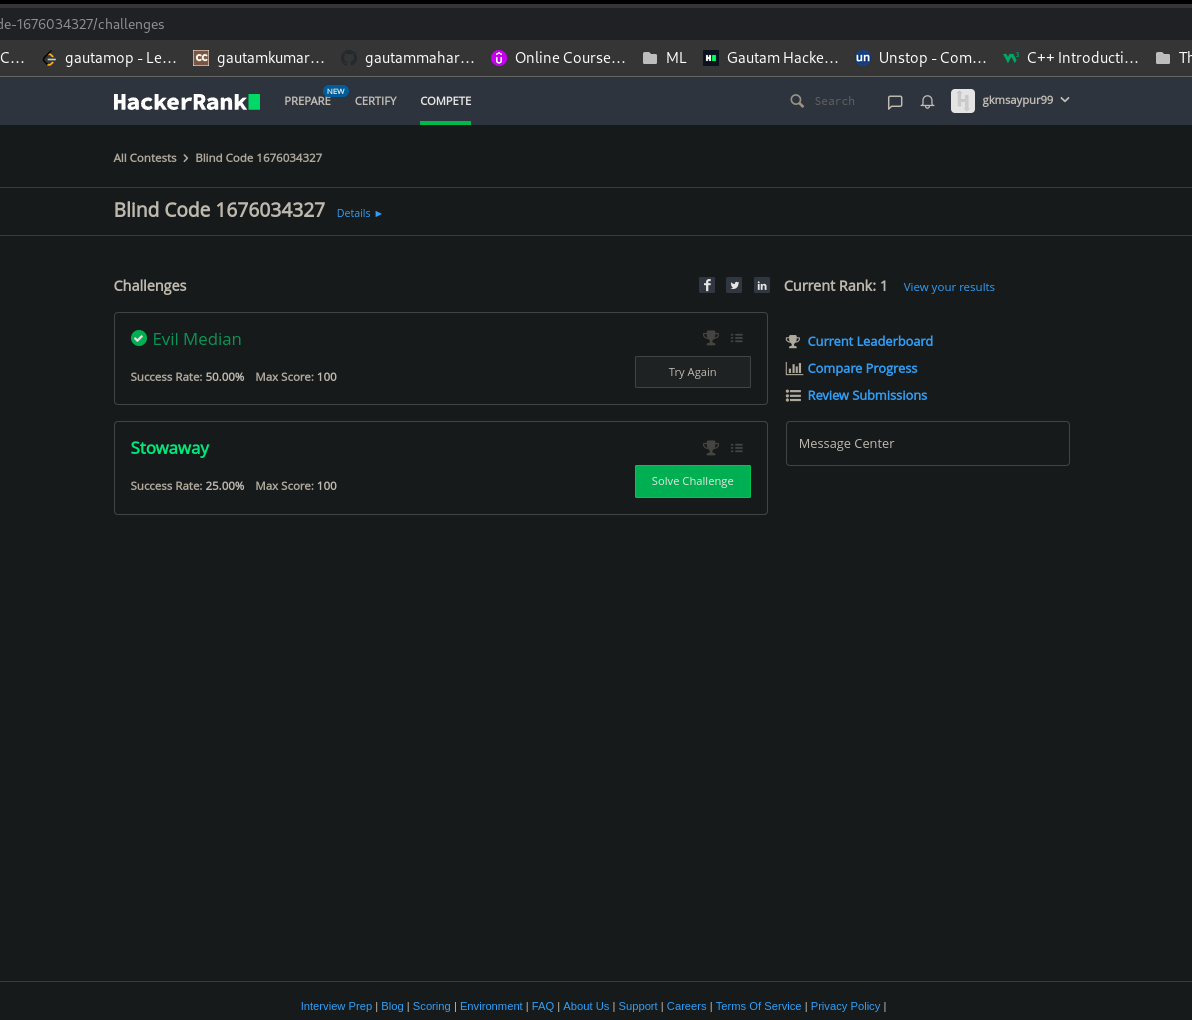 de-1676034327/challenges
C... gautamop - Le... gautamkumar... gautammahar... Online Course... ML Gautam Hacke... Unstop - Com... C++ Introducti... Th
HackerRank PREPARE NEW CERTIFY COMPETE Search gkmsaypur99
All Contests > Blind Code 1676034327
Blind Code 1676034327 Details ►
Challenges
Current Rank: 1 View your results
Evil Median
Success Rate: 50.00% Max Score: 100
Try Again
Stowaway
Success Rate: 25.00% Max Score: 100
Solve Challenge
Current Leaderboard
Compare Progress
Review Submissions
Message Center
Interview Prep | Blog | Scoring | Environment | FAQ | About Us | Support | Careers | Terms Of Service | Privacy Policy |